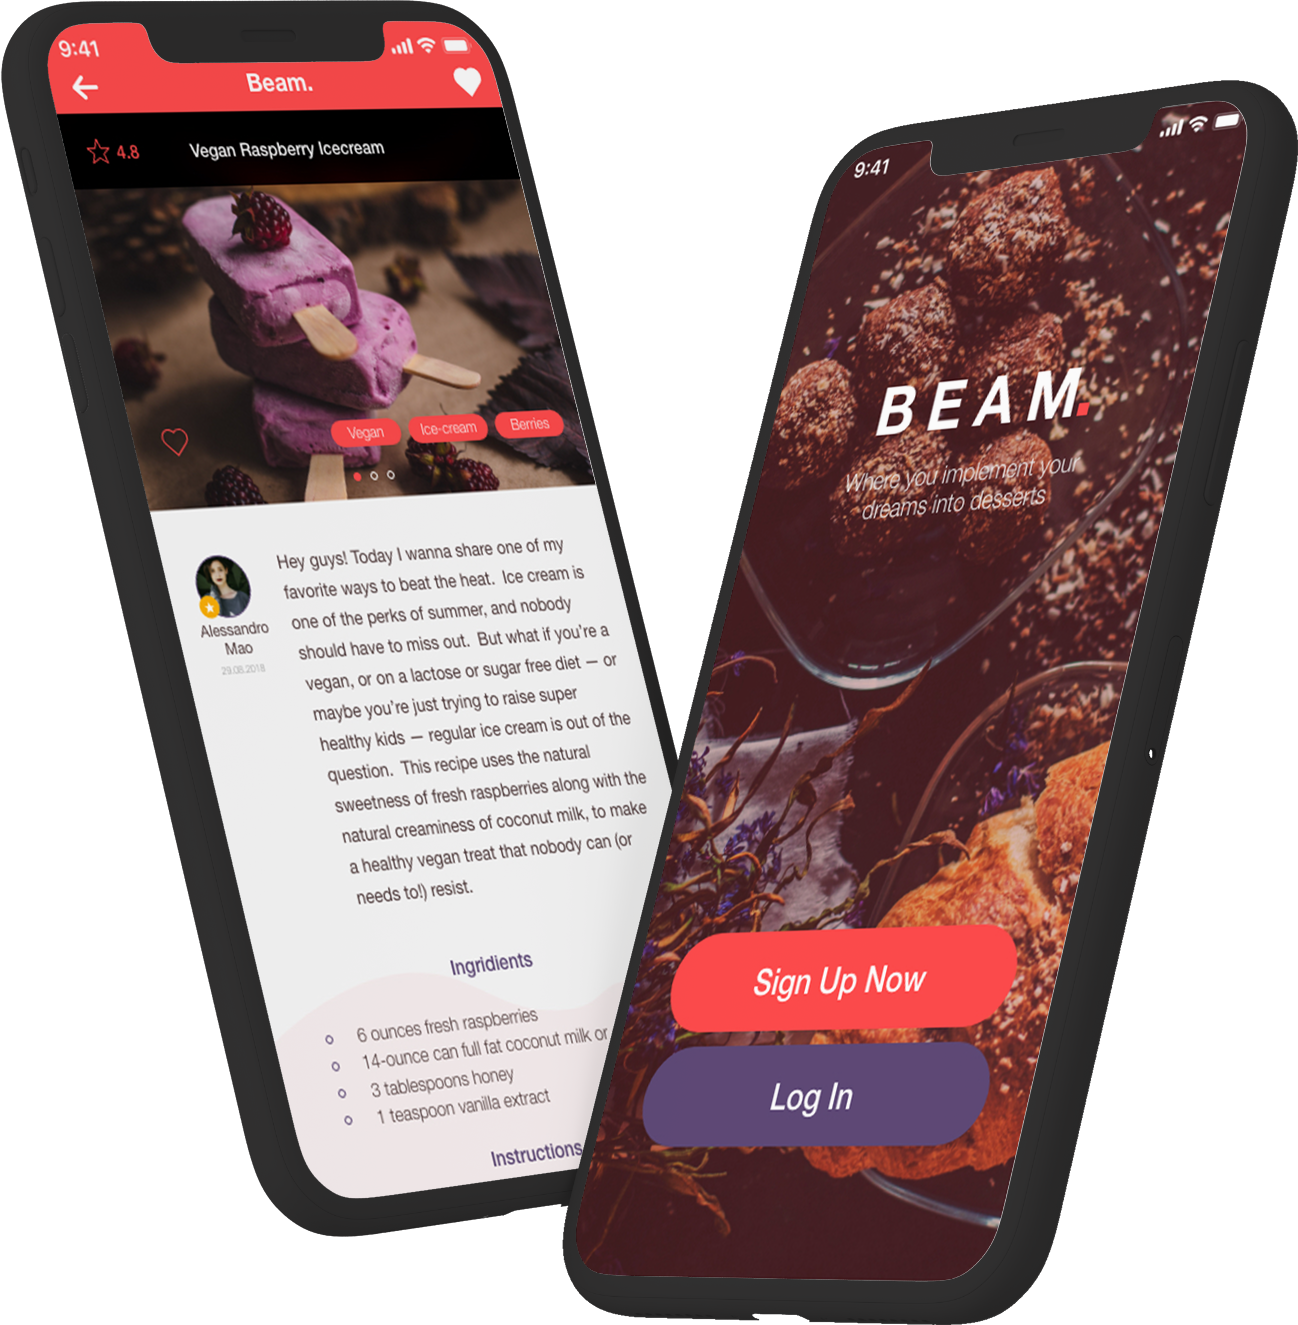 9:41
Beam.
4.8
Vegan Raspberry Icecream
Vegan
Ice-cream
Berries
Alessandro
Mao
29.08.2018
Hey guys! Today I wanna share one of my
favorite ways to beat the heat.  Ice cream is
one of the perks of summer, and nobody
should have to miss out.  But what if you're a
vegan, or on a lactose or sugar free diet — or
maybe you're just trying to raise super
healthy kids — regular ice cream is out of the
question.  This recipe uses the natural
sweetness of fresh raspberries along with the
natural creaminess of coconut milk, to make
a healthy vegan treat that nobody can (or
needs to!) resist.
Ingridients
6 ounces fresh raspberries
14-ounce can full fat coconut milk or
3 tablespoons honey
1 teaspoon vanilla extract
Instructions
9:41
BEAM.
Where you implement your
dreams into desserts
Sign Up Now
Log In